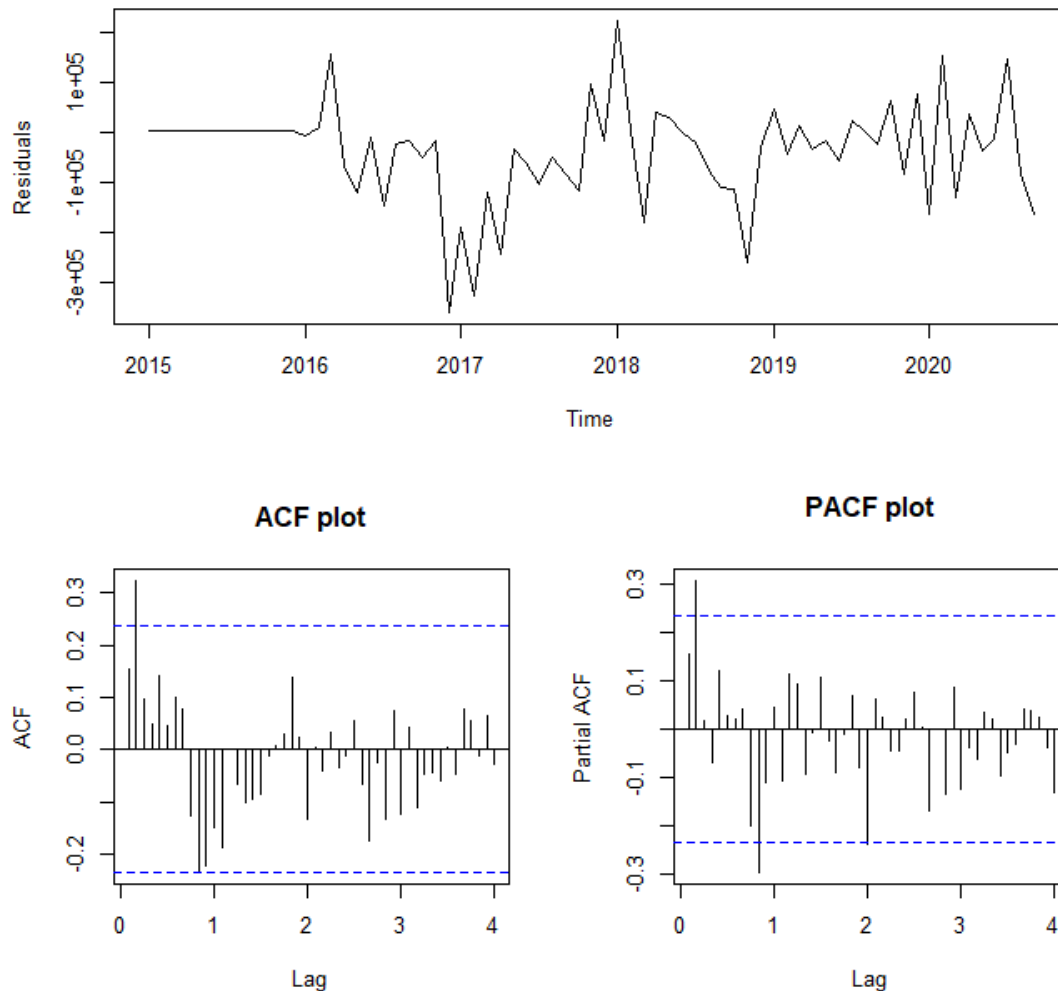 Residuals
1e+05
-1e+05
-3e+05
2015 2016 2017 2018 2019 2020
Time
ACF plot
ACF
0.3
0.2
0.1
0.0
-0.2
0 1 2 3 4
Lag
PACF plot
Partial ACF
0.3
0.1
-0.1
-0.3
0 1 2 3 4
Lag